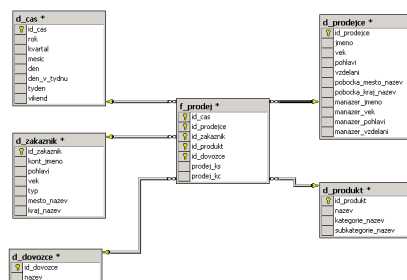 d_cas *
id_cas
rok
kvartal
mesic
den
den_v_tydnu
tyden
vikend
d_zakaznik *
id_zakaznik
kont_jmeno
pohlavi
vek
typ
mesto_nazev
kraj_nazev
d_dovozce *
id_dovozce
nazev
f_prodej *
id_cas
id_prodejce
id_zakaznik
id_produkt
id_dovozce
prodej_ks
prodej_kc
d_prodejce *
id_prodejce
jmeno
vek
pohlavi
vzdelani
pobocka_mesto_nazev
pobocka_kraj_nazev
manazer_jmeno
manazer_vek
manazer_pohlavi
manazer_vzdelani
d_produkt *
id_produkt
nazev
kategorie_nazev
subkategorie_nazev